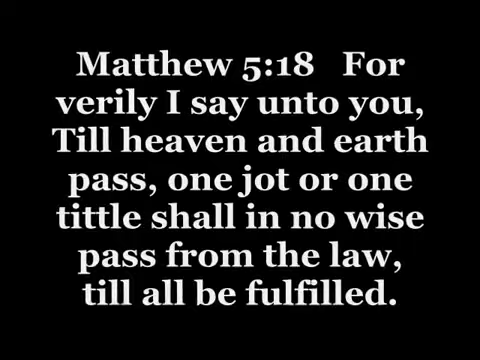 Matthew 5:18   For
verily I say unto you,
Till heaven and earth
pass, one jot or one
tittle shall in no wise
pass from the law,
till all be fulfilled.